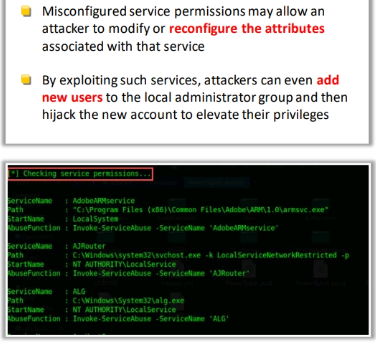 Misconfigured service permissions may allow an
attacker to modify or reconfigure the attributes
associated with that service
By exploiting such services, attackers can even add
new users to the local administrator group and then
hijack the new account to elevate their privileges
[*] Checking service permissions...
ServiceName : AdobeARMservice
Path : "C:\Program Files (x86)\Common Files\Adobe\ARM\1.0\armsvc.exe"
StartName : LocalSystem
AbuseFunction : Invoke-ServiceAbuse -ServiceName 'AdobeARMservice'
ServiceName : AJRouter
Path : C:\Windows\system32\svchost.exe -k LocalServiceNetworkRestricted -p
StartName : NT AUTHORITY\LocalService
AbuseFunction : Invoke-ServiceAbuse -ServiceName 'AJRouter'
ServiceName : ALG
Path : C:\Windows\System32\alg.exe
StartName : NT AUTHORITY\LocalService
AbuseFunction : Invoke-ServiceAbuse -ServiceName 'ALG'